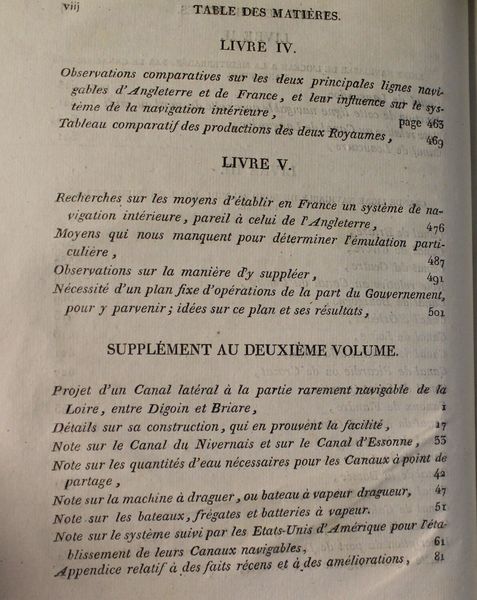 viij
TABLE DES MATIÈRES.
LIVRE IV.
Observations comparatives sur les deux principales lignes navi-
gables d'Angleterre et de France, et leur influence sur le sys-
tème de la navigation intérieure, page 463
Tableau comparatif des productions des deux Royaumes, 469
LIVRE V.
Recherches sur les moyens d'établir en France un système de na-
vigation intérieure, pareil à celui de l'Angleterre, 476
Moyens qui nous manquent pour déterminer l'émulation parti-
culière, 487
Observations sur la manière d'y suppléer, 491
Nécessité d'un plan fixe d'opérations de la part du Gouvernement,
pour y parvenir; idées sur ce plan et ses résultats, 501
SUPPLÉMENT AU DEUXIÈME VOLUME.
Projet d'un Canal latéral à la partie rarement navigable de la
Loire, entre Digoin et Briare, 1
Détails sur sa construction, qui en prouvent la facilité, 17
Note sur le Canal du Nivernais et sur le Canal d'Essonne, 33
Note sur les quantités d'eau nécessaires pour les Canaux à point de
partage, 42
Note sur la machine à draguer, ou bateau à vapeur dragueur, 47
Note sur les bateaux, frégates et batteries à vapeur. 51
Note sur le système suivi par les Etats-Unis d'Amérique pour l'éta-
blissement de leurs Canaux navigables, 61
Appendice relatif à des faits récens et à des améliorations, 81